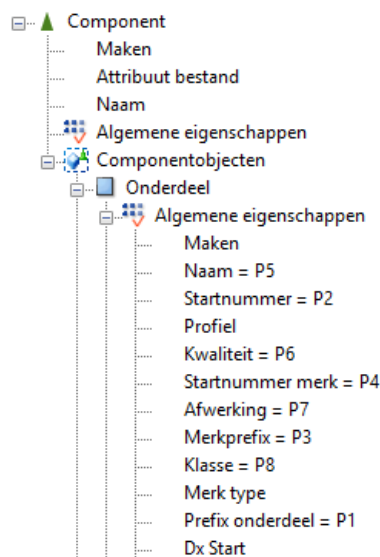 Component
Maken
Attribuut bestand
Naam
Algemene eigenschappen
Componentobjecten
Onderdeel
Algemene eigenschappen
Maken
Naam = P5
Startnummer = P2
Profiel
Kwaliteit = P6
Startnummer merk = P4
Afwerking = P7
Merkprefix = P3
Klasse = P8
Merk type
Prefix onderdeel = P1
Dx Start